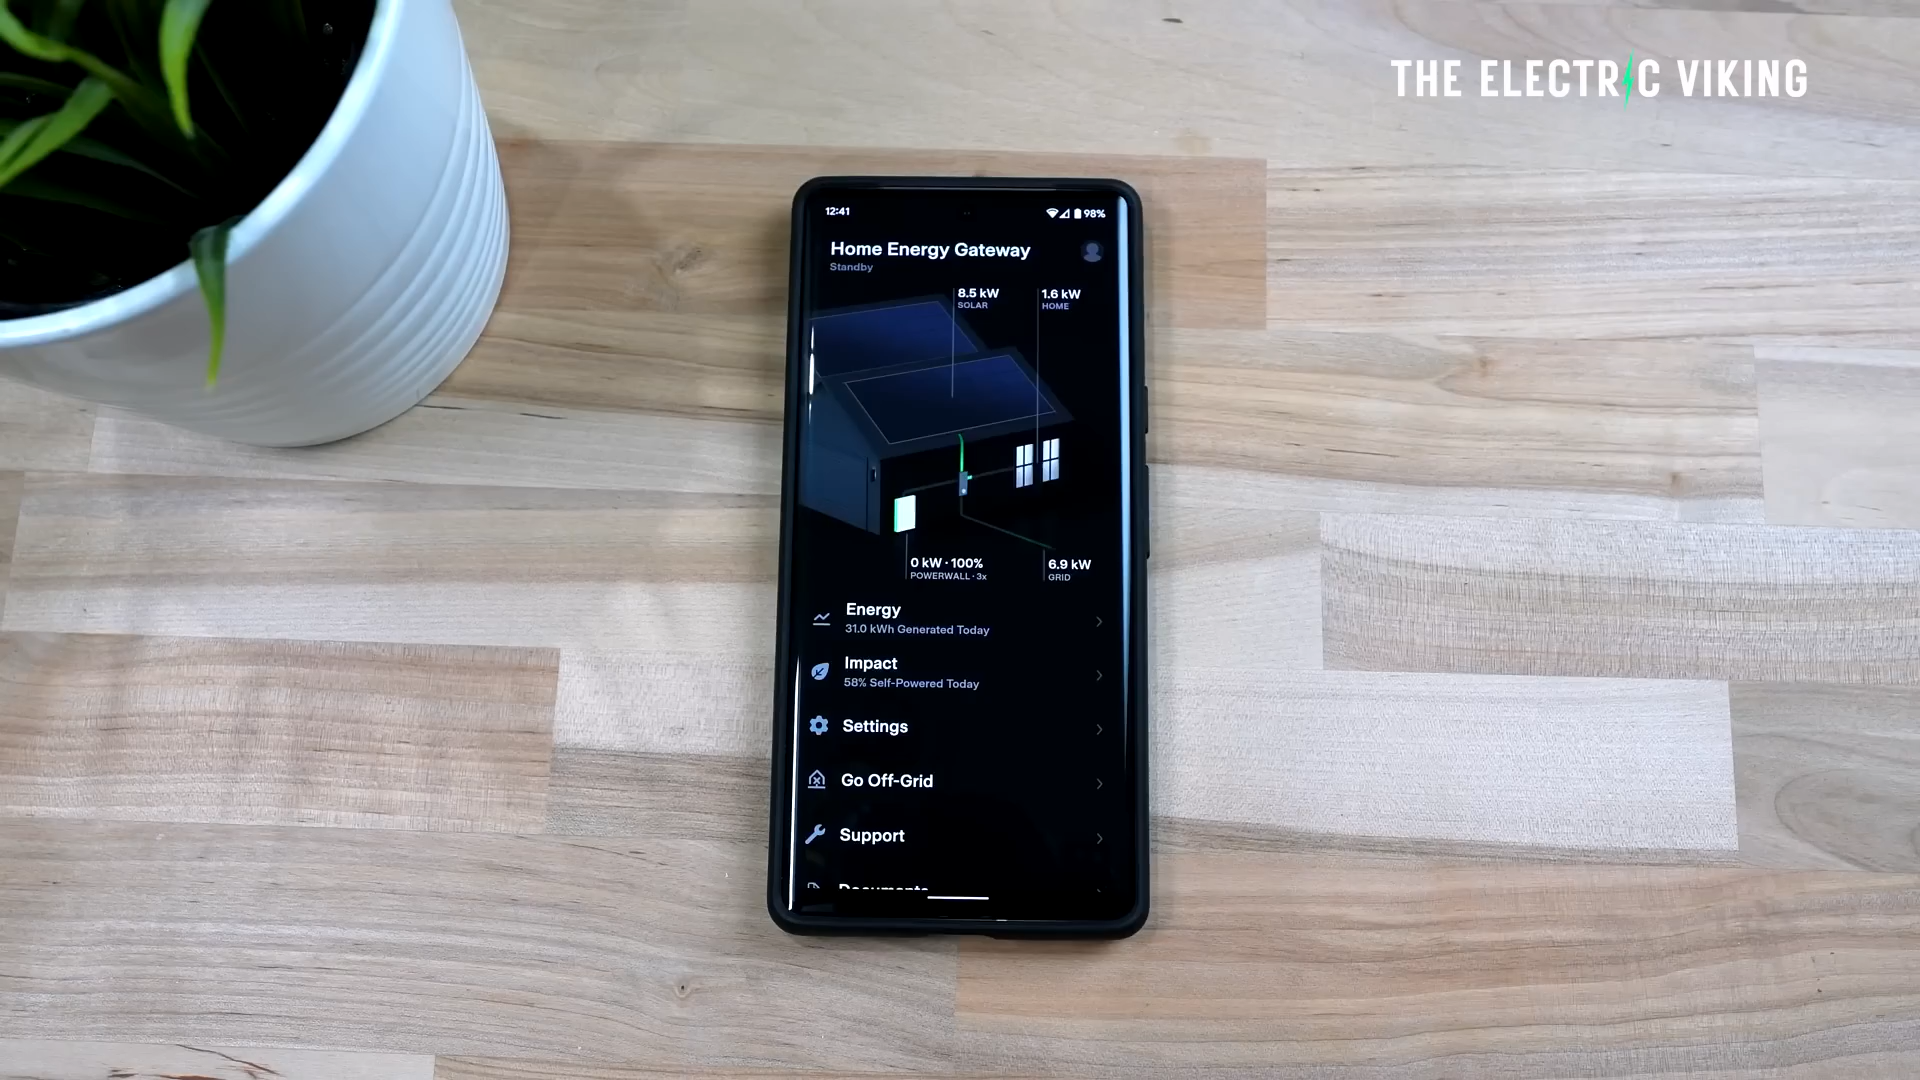 THE ELECTRIC VIKING
12:41
98%
Home Energy Gateway
Standby
8.5 kW
SOLAR
1.6 kW
HOME
0 kW · 100%
POWERWALL · 3x
6.9 kW
GRID
Energy
31.0 kWh Generated Today
Impact
58% Self-Powered Today
Settings
Go Off-Grid
Support
Documents